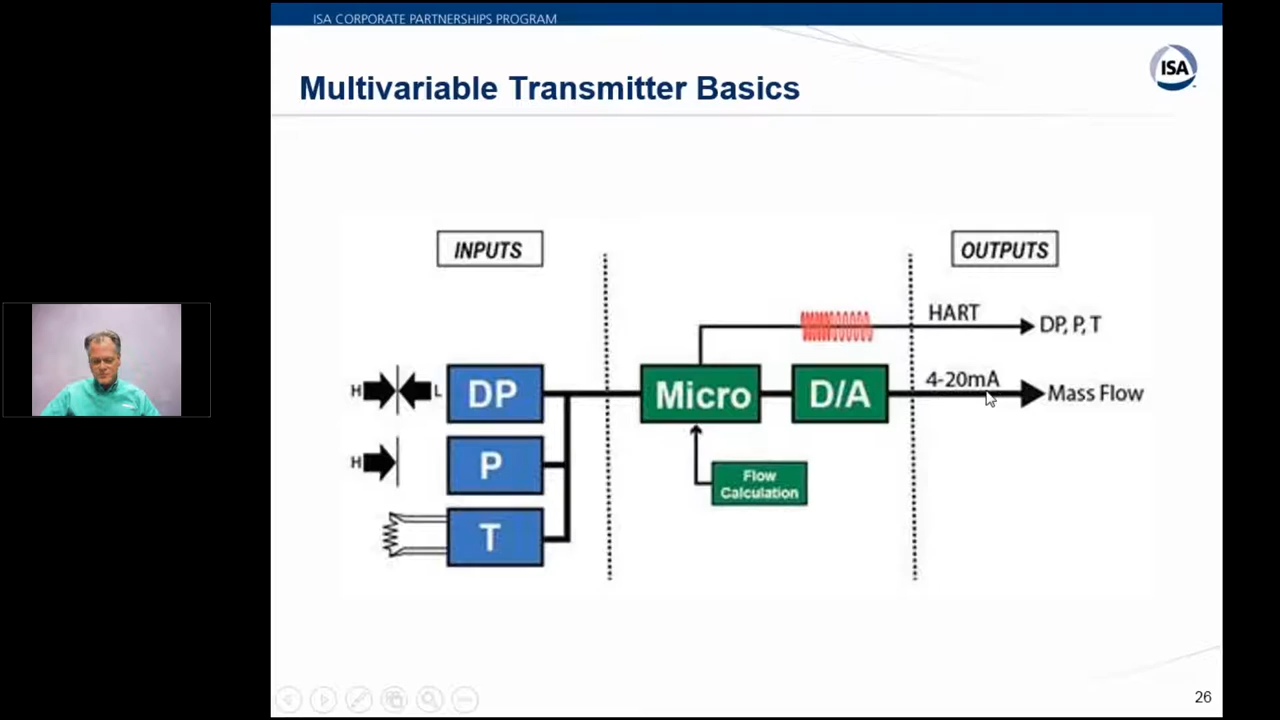 ISA CORPORATE PARTNERSHIPS PROGRAM
ISA
Multivariable Transmitter Basics
INPUTS
OUTPUTS
HART
DP, P, T
H
L
DP
Micro
D/A
4-20mA
Mass Flow
H
P
Flow
Calculation
T
26